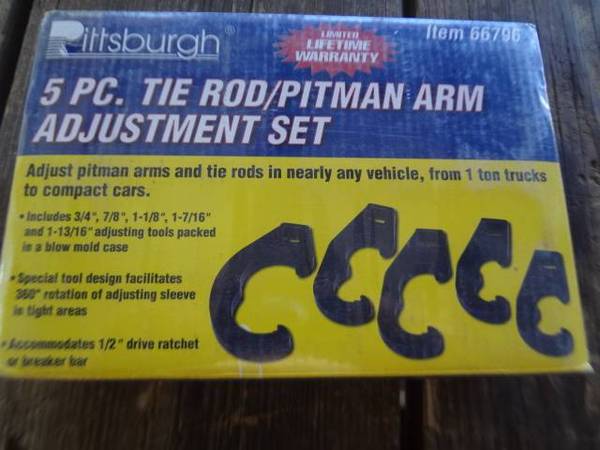 Pittsburgh®
LIMITED
LIFETIME
WARRANTY
Item 66796
5 PC. TIE ROD/PITMAN ARM
ADJUSTMENT SET
Adjust pitman arms and tie rods in nearly any vehicle, from 1 ton trucks
to compact cars.
• Includes 3/4", 7/8", 1-1/8", 1-7/16"
and 1-13/16" adjusting tools packed
in a blow mold case
• Special tool design facilitates
360° rotation of adjusting sleeve
in tight areas
• Accommodates 1/2" drive ratchet
or breaker bar